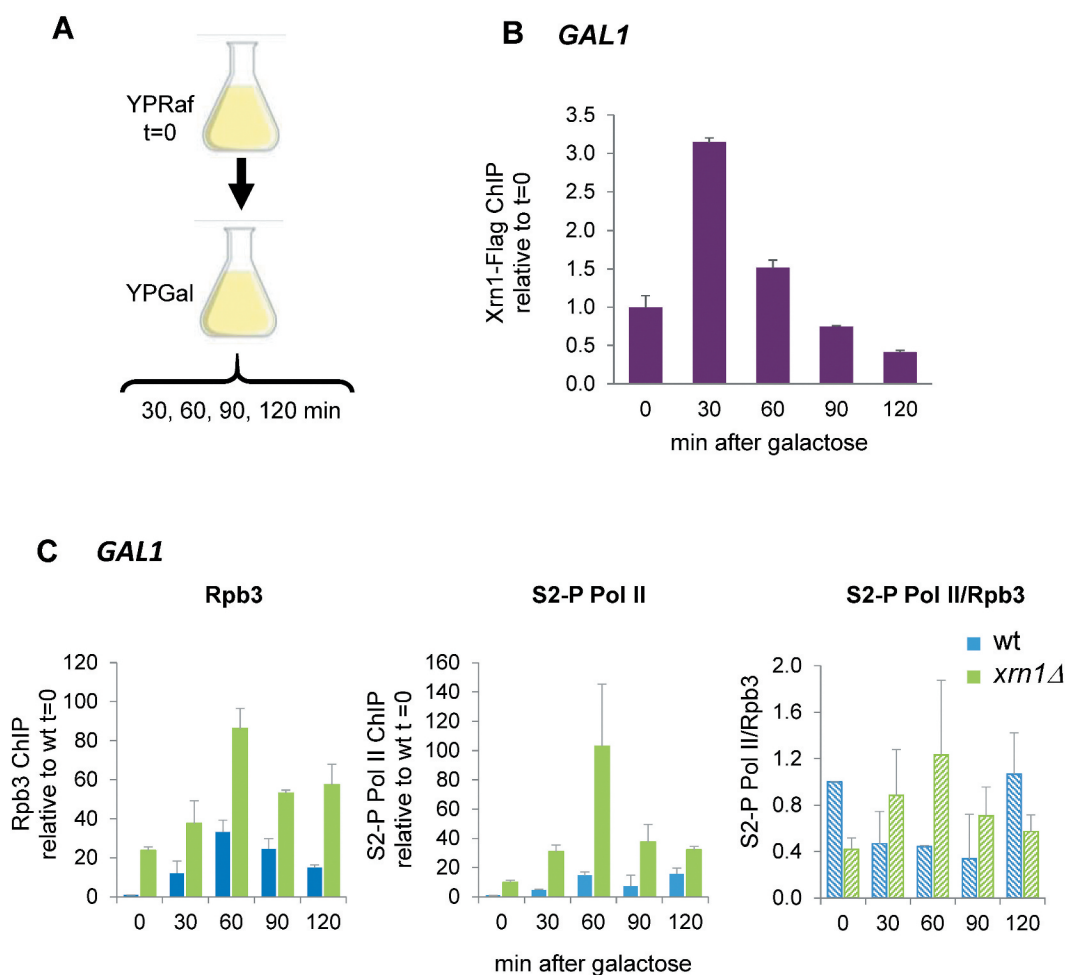 A
YPRaf
t=0
YPGal
30, 60, 90, 120 min
B GAL1
Xrn1-Flag ChIP
relative to t=0
3.5
3.0
2.5
2.0
1.5
1.0
0.5
0.0
0 30 60 90 120
min after galactose
C GAL1
Rpb3
Rpb3 ChIP
relative to wt t=0
120
100
80
60
40
20
0
0 30 60 90 120
S2-P Pol II
S2-P Pol II ChIP
relative to wt t =0
160
140
120
100
80
60
40
20
0
0 30 60 90 120
min after galactose
S2-P Pol II/Rpb3
wt
xrn1Δ
S2-P Pol II/Rpb3
2.0
1.6
1.2
0.8
0.4
0.0
0 30 60 90 120